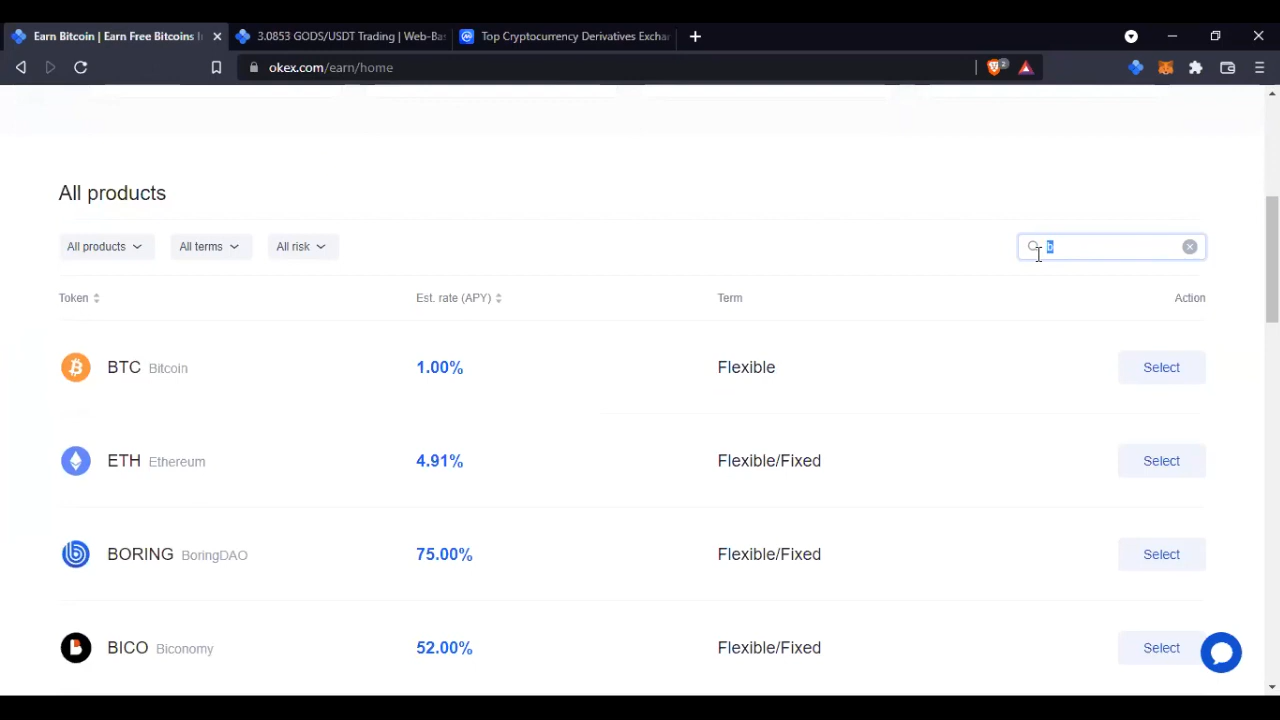 Earn Bitcoin | Earn Free Bitcoins
3.0853 GODS/USDT Trading | Web-Ba
Top Cryptocurrency Derivatives Exchar
okex.com/earn/home
2
All products
All products
All terms
All risk
b
Token
Est. rate (APY)
Term
Action
BTC Bitcoin
1.00%
Flexible
Select
ETH Ethereum
4.91%
Flexible/Fixed
Select
BORING BoringDAO
75.00%
Flexible/Fixed
Select
BICO Biconomy
52.00%
Flexible/Fixed
Select